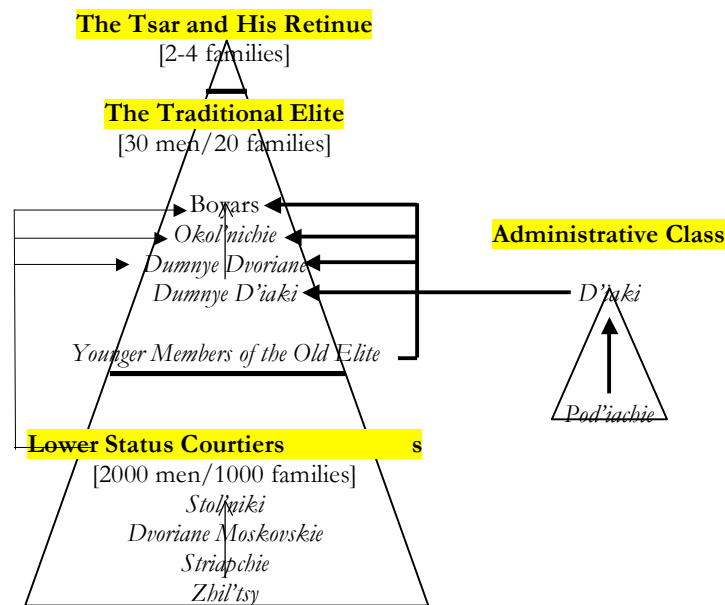 The Tsar and His Retinue
[2-4 families]
The Traditional Elite
[30 men/20 families]
Boyars
Okol'nichie
Dumnye Dvoriane
Dumnye D'iaki
Younger Members of the Old Elite
Lower Status Courtiers s
[2000 men/1000 families]
Stol'niki
Dvoriane Moskovskie
Striapchie
Zhil'tsy
Administrative Class
D'iaki
Pod'iachie